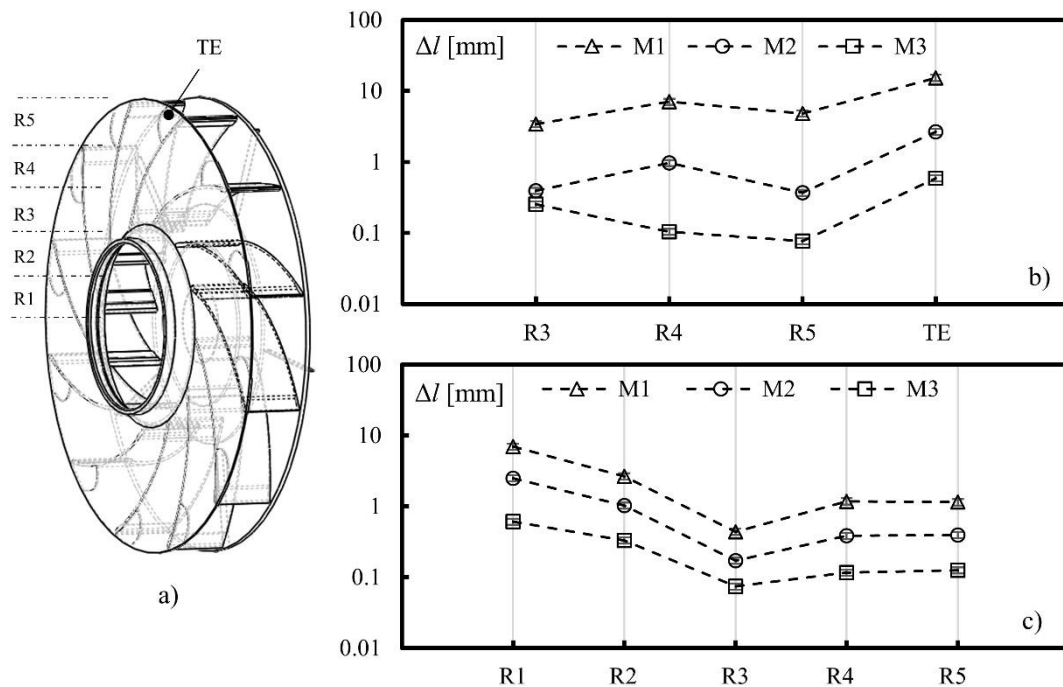 TE
R5
R4
R3
R2
R1
a)
100
10
1
0.1
0.01
Δl [mm]
M1 M2 M3
b)
R3 R4 R5 TE
100
10
1
0.1
0.01
Δl [mm]
M1 M2 M3
c)
R1 R2 R3 R4 R5